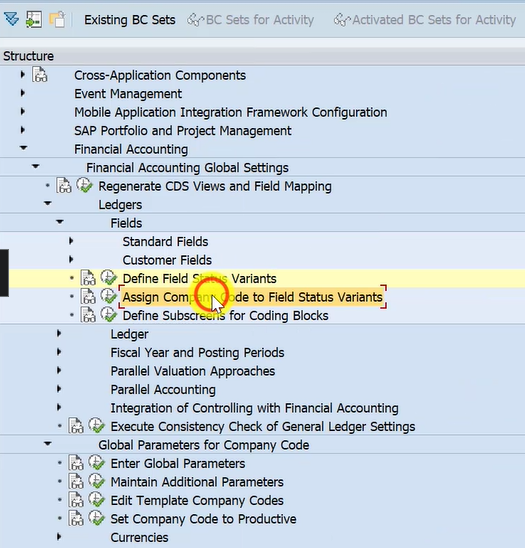 Existing BC Sets BC Sets for Activity Activated BC Sets for Activity
Structure
Cross-Application Components
Event Management
Mobile Application Integration Framework Configuration
SAP Portfolio and Project Management
Financial Accounting
Financial Accounting Global Settings
Regenerate CDS Views and Field Mapping
Ledgers
Fields
Standard Fields
Customer Fields
Define Field Status Variants
Assign Company Code to Field Status Variants
Define Subscreens for Coding Blocks
Ledger
Fiscal Year and Posting Periods
Parallel Valuation Approaches
Parallel Accounting
Integration of Controlling with Financial Accounting
Execute Consistency Check of General Ledger Settings
Global Parameters for Company Code
Enter Global Parameters
Maintain Additional Parameters
Edit Template Company Codes
Set Company Code to Productive
Currencies